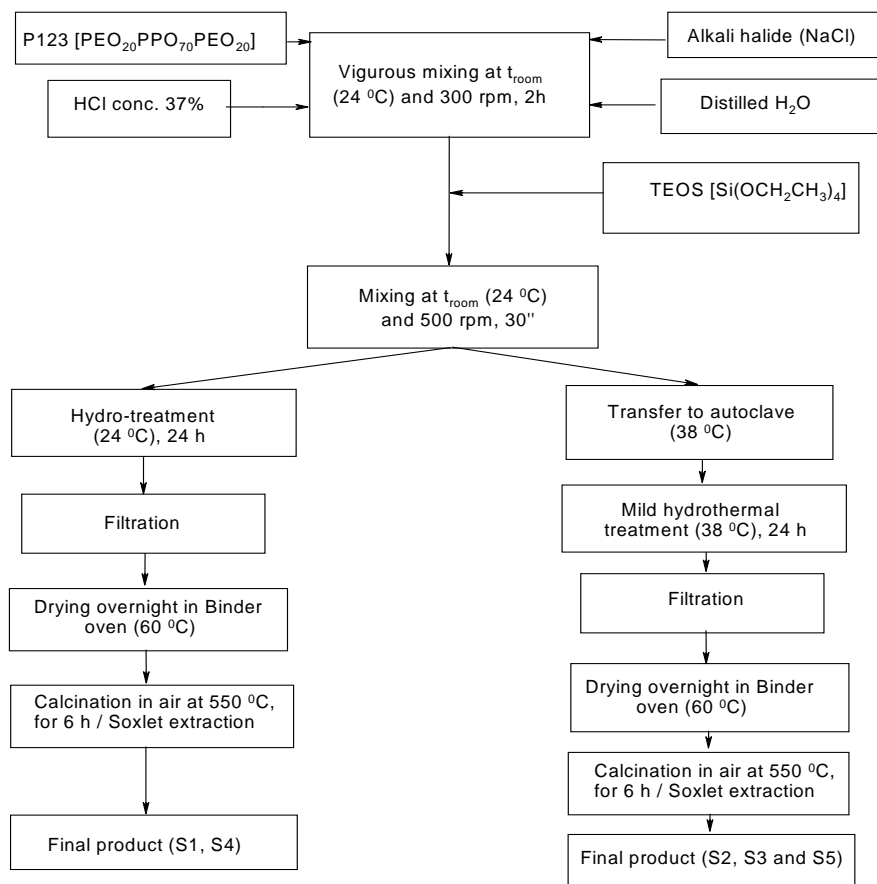 P123 [PEO₂₀PPO₇₀PEO₂₀]
Alkali halide (NaCl)
Vigurous mixing at t_room
(24 ⁰C) and 300 rpm, 2h
HCl conc. 37%
Distilled H₂O
TEOS [Si(OCH₂CH₃)₄]
Mixing at t_room (24 ⁰C)
and 500 rpm, 30"
Hydro-treatment
(24 ⁰C), 24 h
Filtration
Drying overnight in Binder
oven (60 ⁰C)
Calcination in air at 550 ⁰C,
for 6 h / Soxlet extraction
Final product (S1, S4)
Transfer to autoclave
(38 ⁰C)
Mild hydrothermal
treatment (38 ⁰C), 24 h
Filtration
Drying overnight in Binder
oven (60 ⁰C)
Calcination in air at 550 ⁰C,
for 6 h / Soxlet extraction
Final product (S2, S3 and S5)